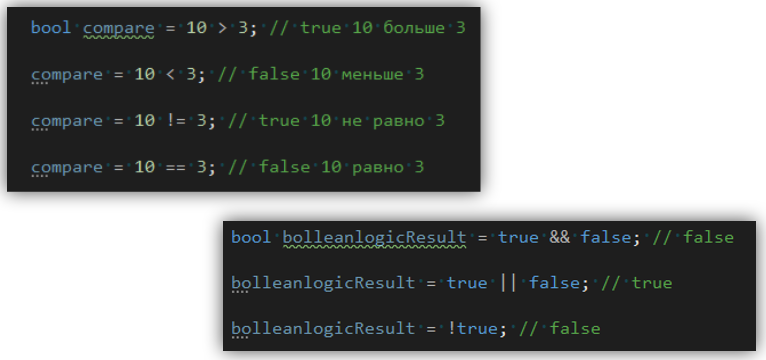 bool compare = 10 > 3; // true 10 больше 3
compare = 10 < 3; // false 10 меньше 3
compare = 10 != 3; // true 10 не равно 3
compare = 10 == 3; // false 10 равно 3
bool bolleanlogicResult = true && false; // false
bolleanlogicResult = true || false; // true
bolleanlogicResult = !true; // false